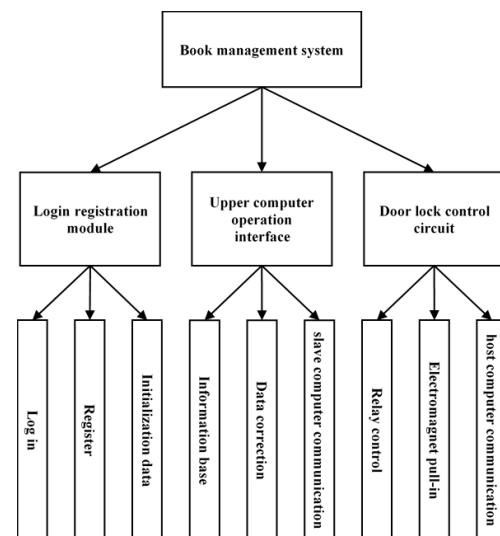 Book management system
Login registration
module
Upper computer
operation
interface
Door lock control
circuit
Log in
Register
Initialization data
Information base
Data correction
slave computer communication
Relay control
Electromagnet pull-in
host computer communication